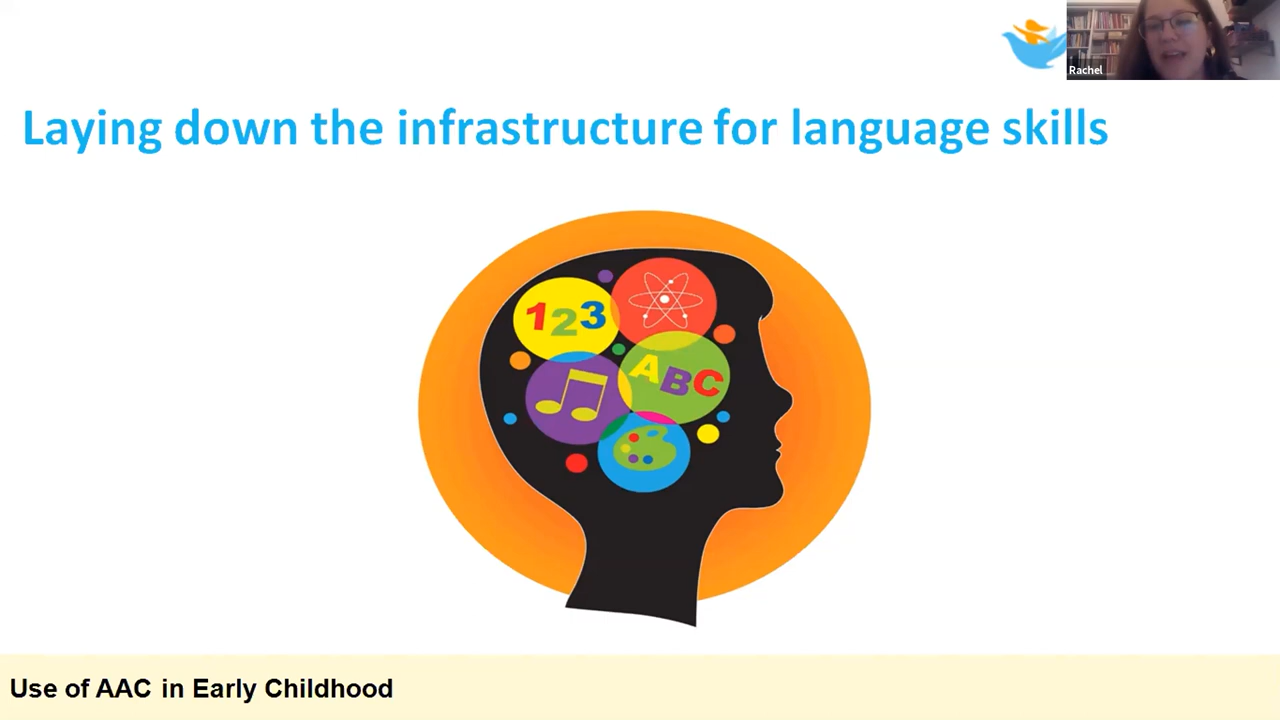 Rachel
Laying down the infrastructure for language skills
123
ABC
Use of AAC in Early Childhood